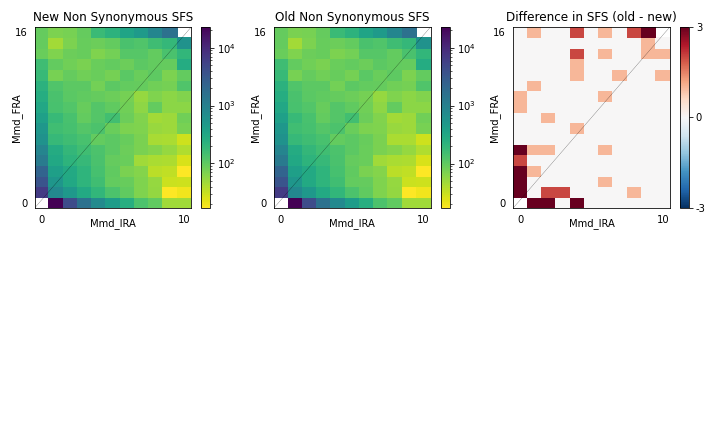 New Non Synonymous SFS
Old Non Synonymous SFS
Difference in SFS (old - new)
16
Mmd_FRA
0
0
10
Mmd_IRA
10⁴
10³
10²
16
Mmd_FRA
0
0
10
Mmd_IRA
10⁴
10³
10²
16
Mmd_FRA
0
0
10
Mmd_IRA
3
0
-3